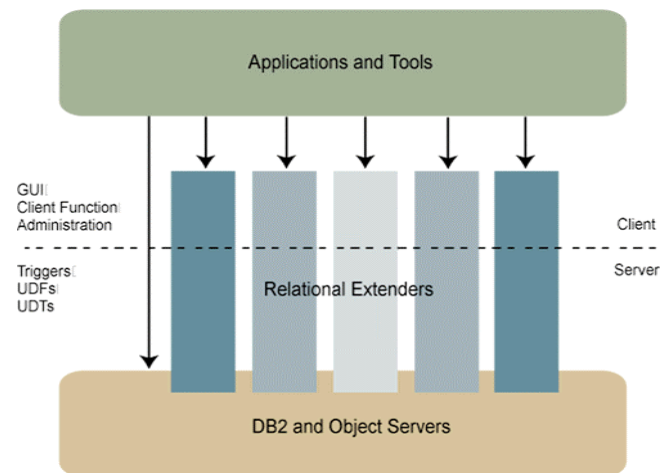 Applications and Tools
GUI
Client Function
Administration
Client
Triggers
UDFs
UDTs
Server
Relational Extenders
DB2 and Object Servers